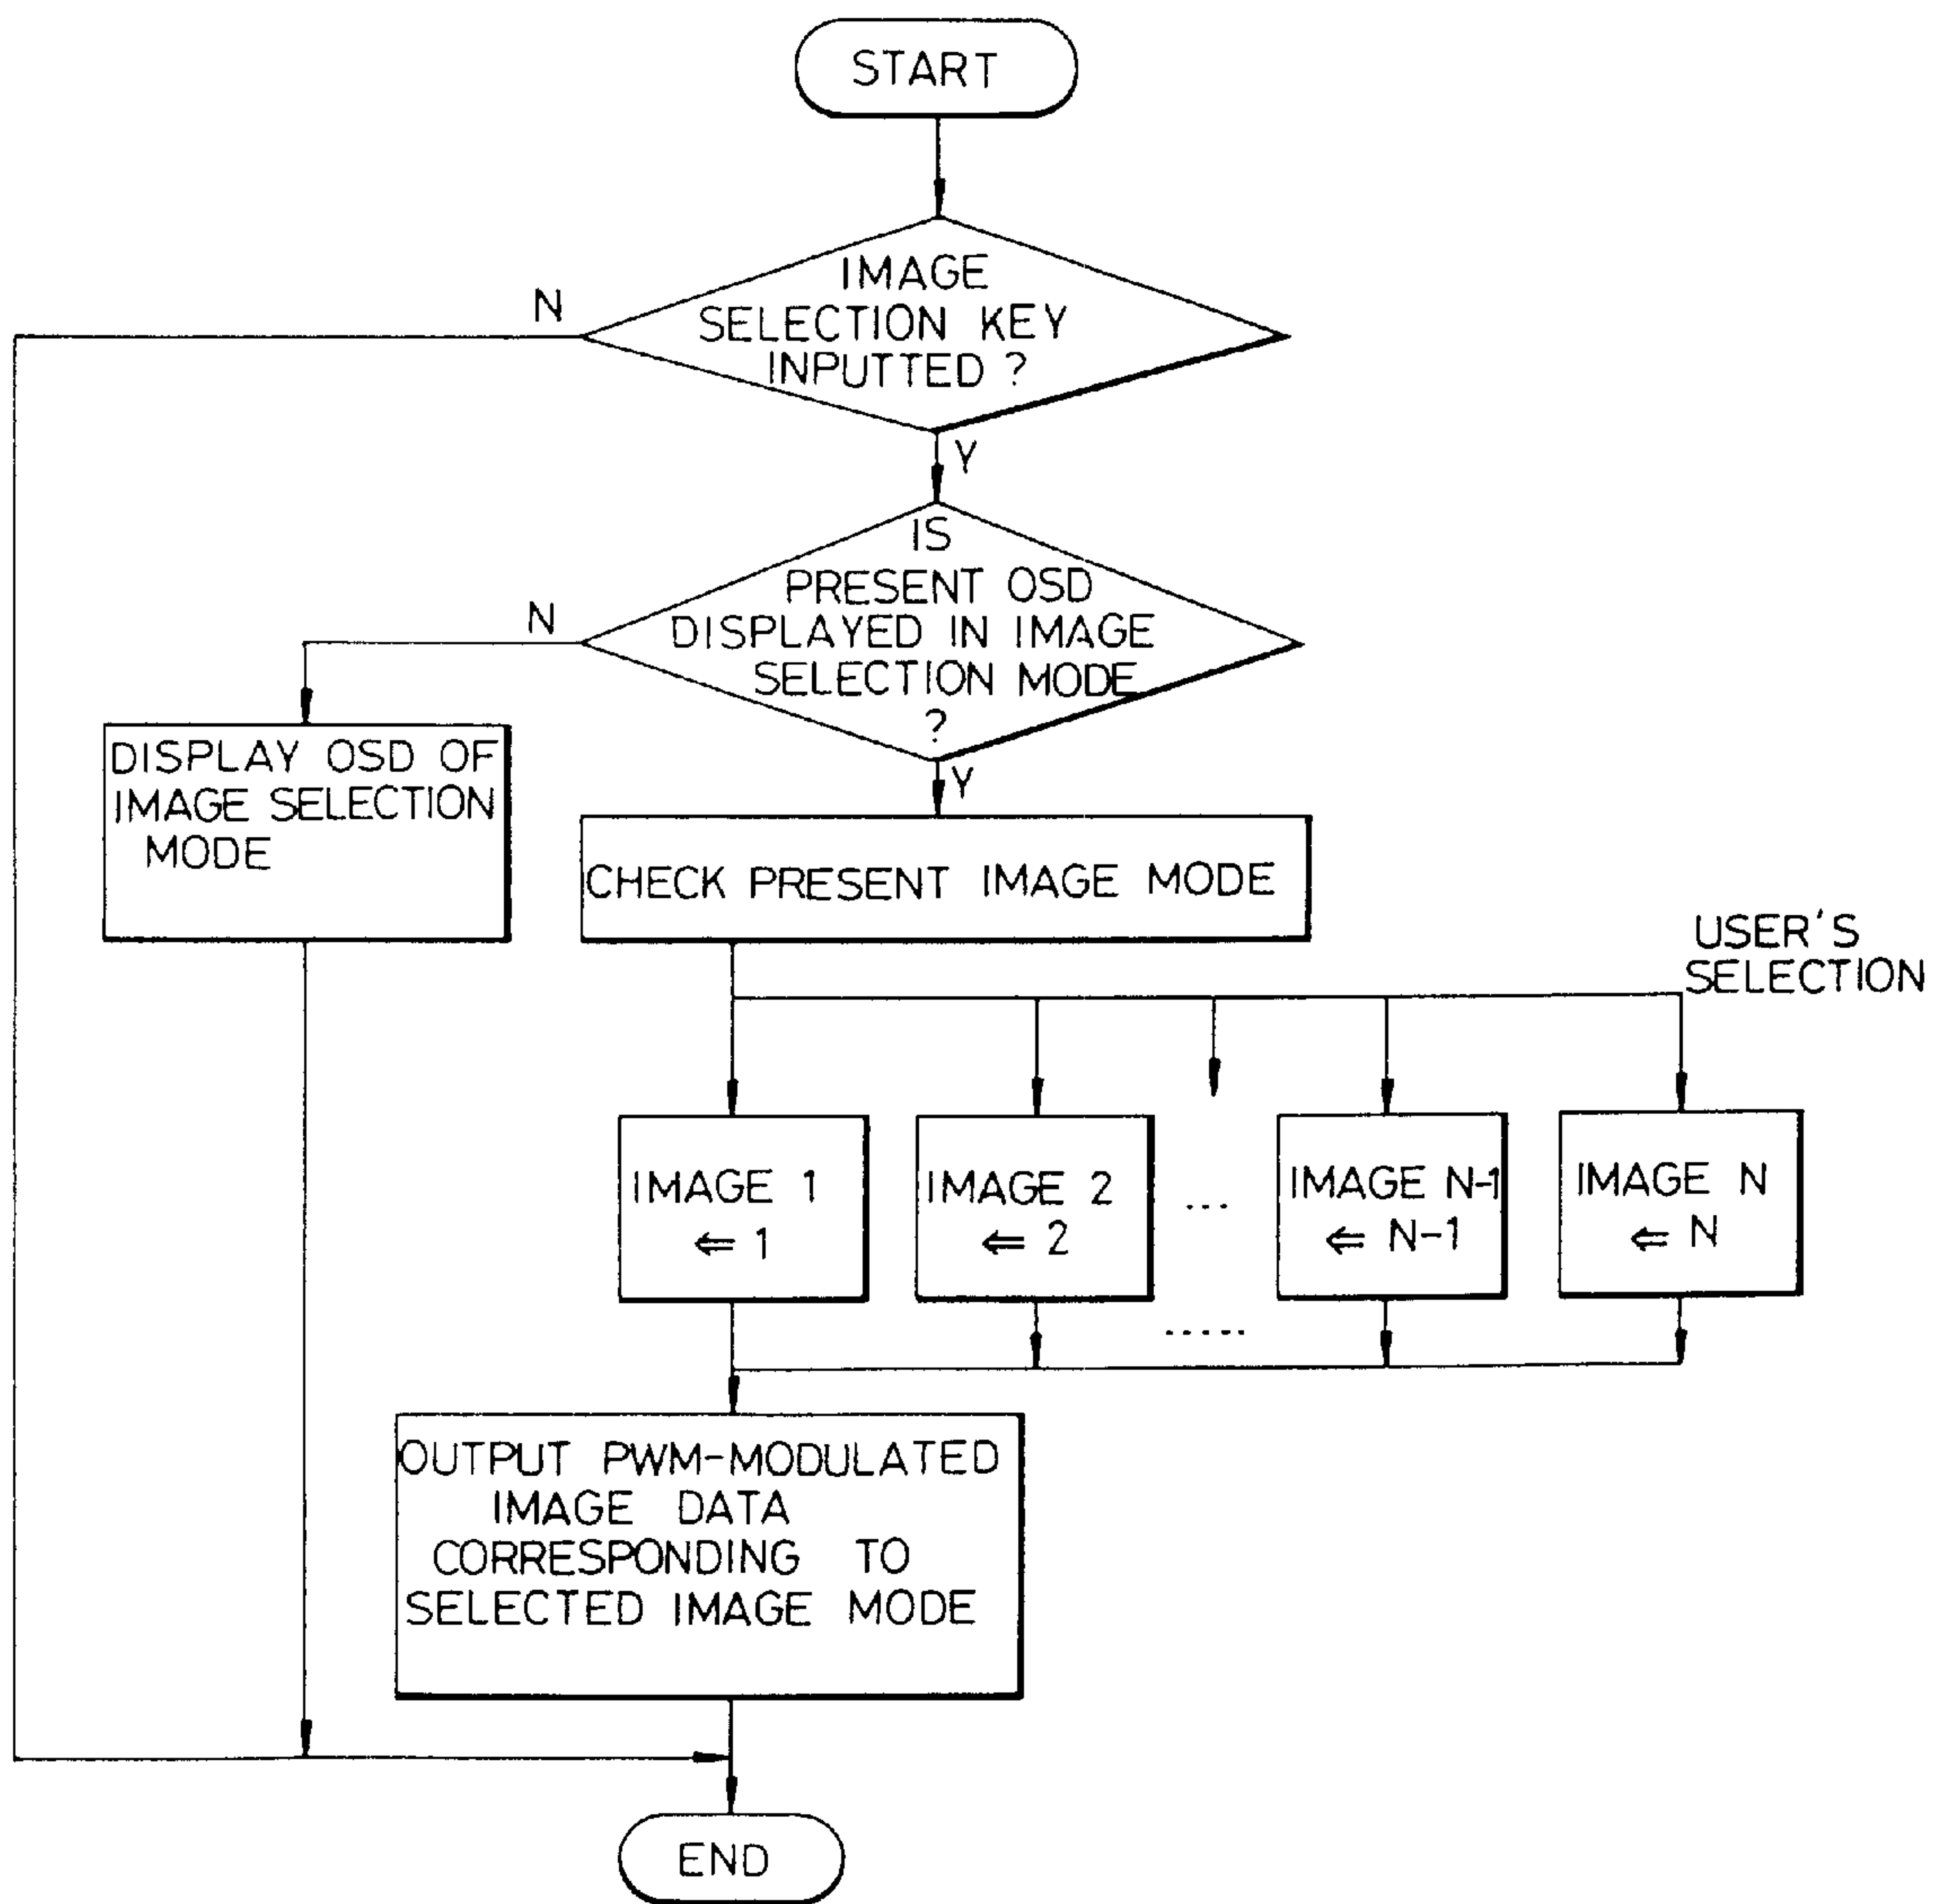 START
IMAGE
SELECTION KEY
INPUTTED ?
N
Y
IS
PRESENT OSD
DISPLAYED IN IMAGE
SELECTION MODE
?
N
Y
DISPLAY OSD OF
IMAGE SELECTION
MODE
CHECK PRESENT IMAGE MODE
USER'S
SELECTION
IMAGE 1
⇐ 1
IMAGE 2
⇐ 2
...
IMAGE N-1
⇐ N-1
IMAGE N
⇐ N
.....
OUTPUT PWM-MODULATED
IMAGE DATA
CORRESPONDING TO
SELECTED IMAGE MODE
END